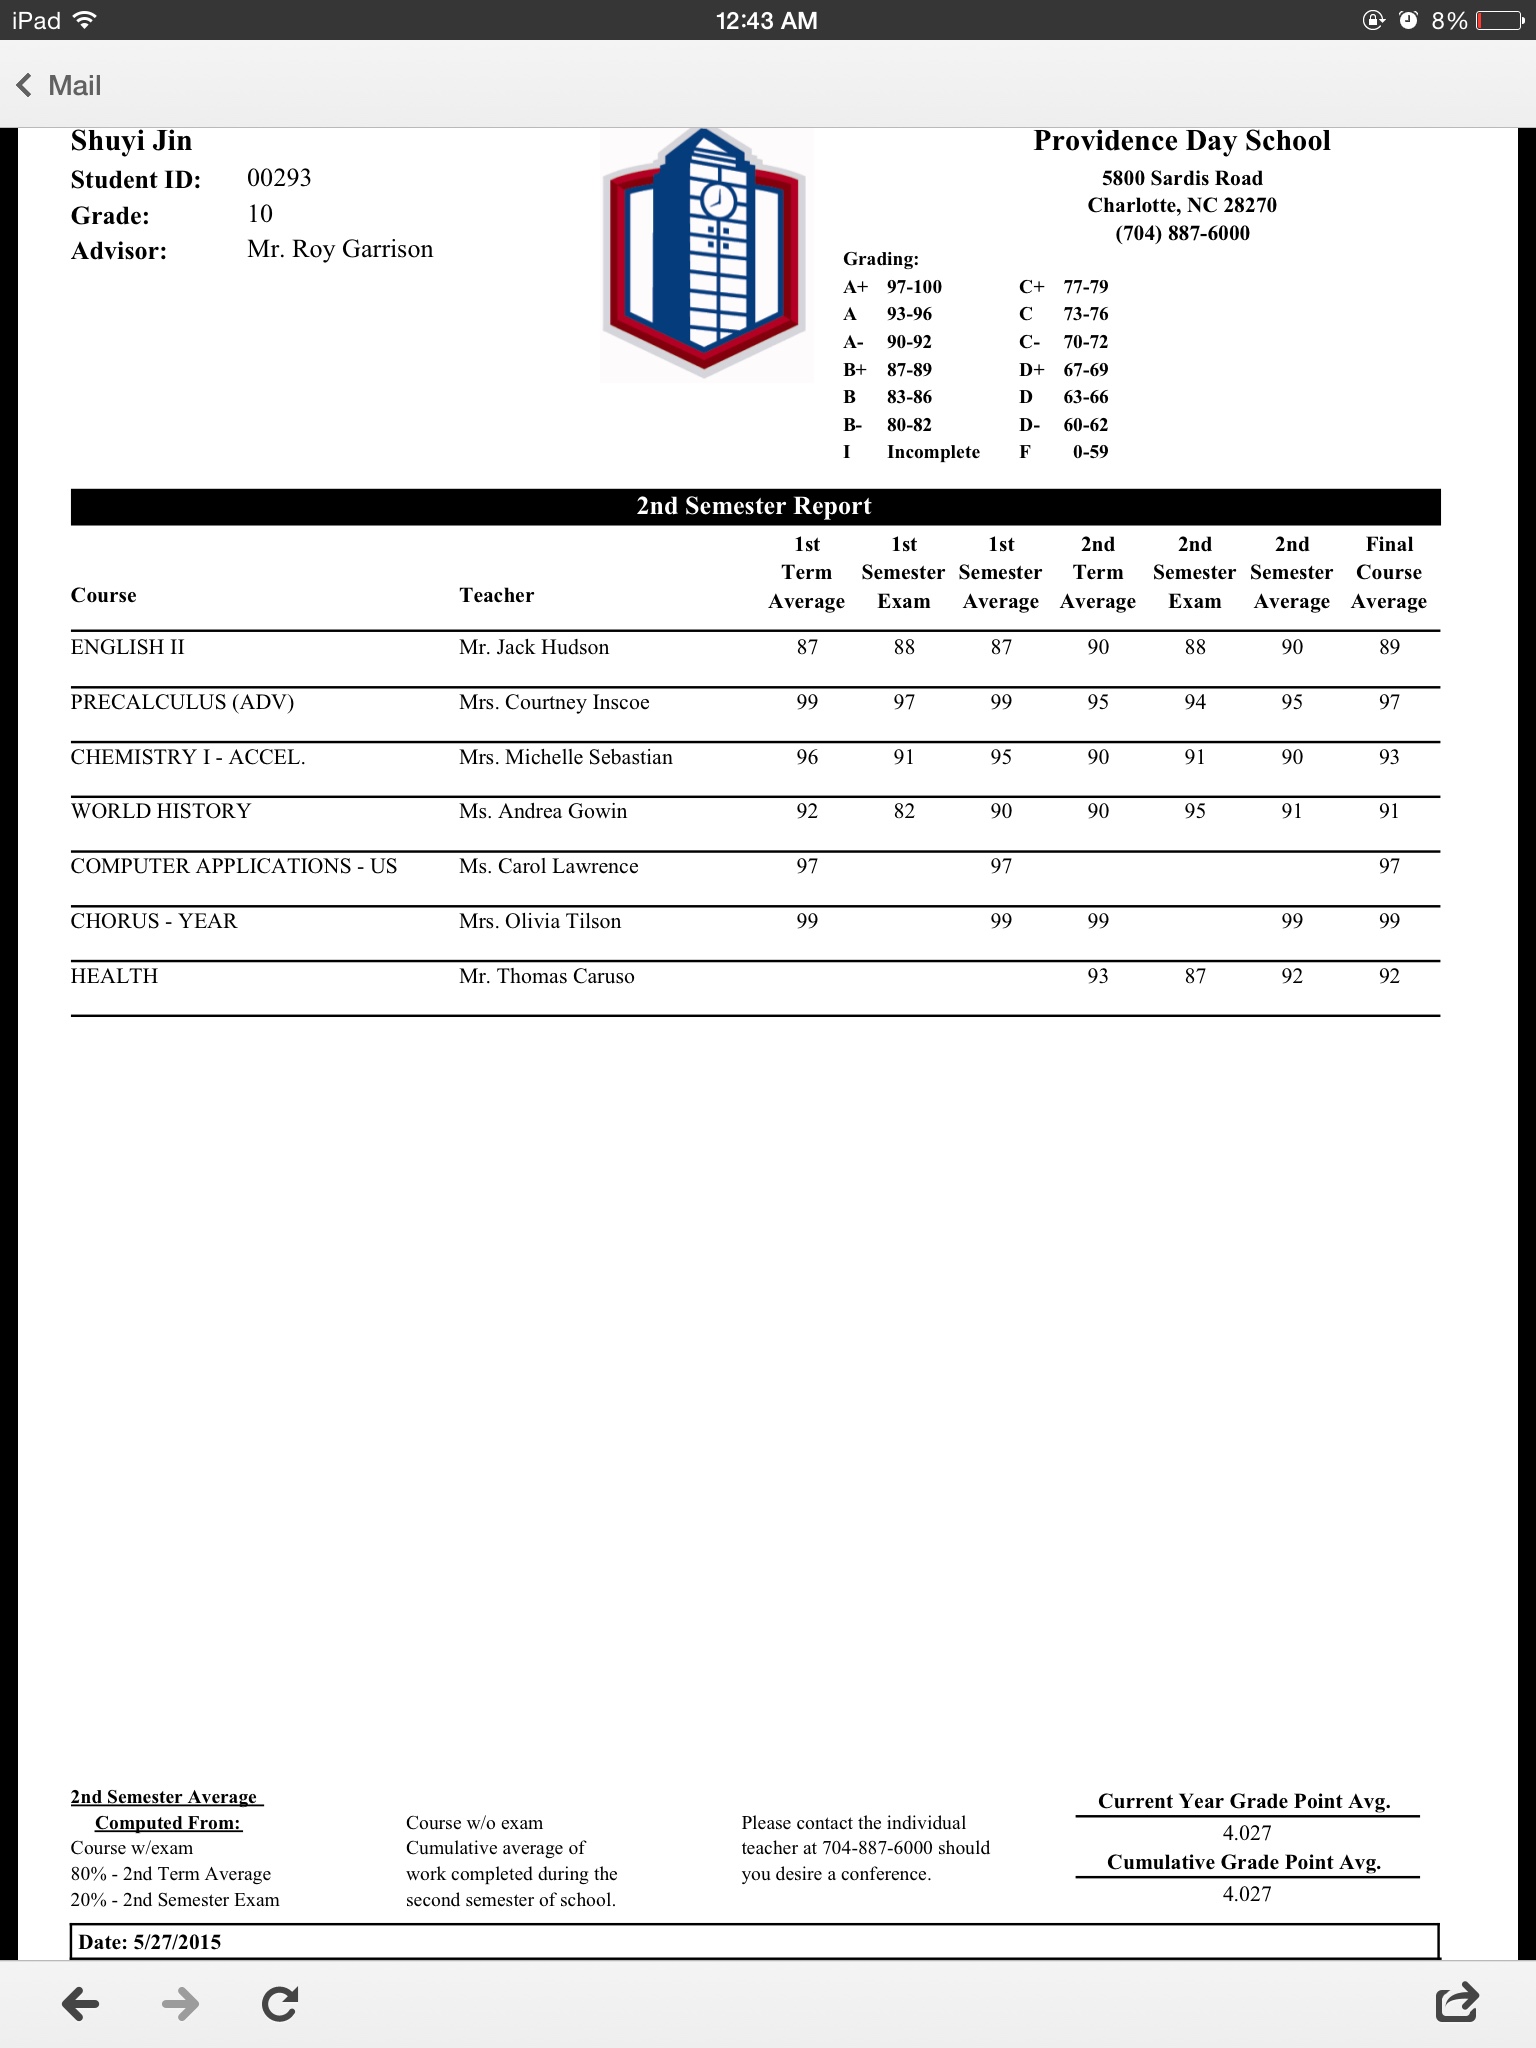 iPad 12:43 AM 8%
Mail
Shuyi Jin
Student ID: 00293
Grade: 10
Advisor: Mr. Roy Garrison
Providence Day School
5800 Sardis Road
Charlotte, NC 28270
(704) 887-6000
Grading:
A+ 97-100 C+ 77-79
A 93-96 C 73-76
A- 90-92 C- 70-72
B+ 87-89 D+ 67-69
B 83-86 D 63-66
B- 80-82 D- 60-62
I Incomplete F 0-59
2nd Semester Report
1st 1st 1st 2nd 2nd 2nd Final
Term Semester Semester Term Semester Semester Course
Course Teacher Average Exam Average Average Exam Average Average
ENGLISH II Mr. Jack Hudson 87 88 87 90 88 90 89
PRECALCULUS (ADV) Mrs. Courtney Inscoe 99 97 99 95 94 95 97
CHEMISTRY I - ACCEL. Mrs. Michelle Sebastian 96 91 95 90 91 90 93
WORLD HISTORY Ms. Andrea Gowin 92 82 90 90 95 91 91
COMPUTER APPLICATIONS - US Ms. Carol Lawrence 97 97 97
CHORUS - YEAR Mrs. Olivia Tilson 99 99 99 99 99
HEALTH Mr. Thomas Caruso 93 87 92 92
2nd Semester Average
Computed From:
Course w/exam
80% - 2nd Term Average
20% - 2nd Semester Exam
Course w/o exam
Cumulative average of
work completed during the
second semester of school.
Please contact the individual
teacher at 704-887-6000 should
you desire a conference.
Current Year Grade Point Avg.
4.027
Cumulative Grade Point Avg.
4.027
Date: 5/27/2015